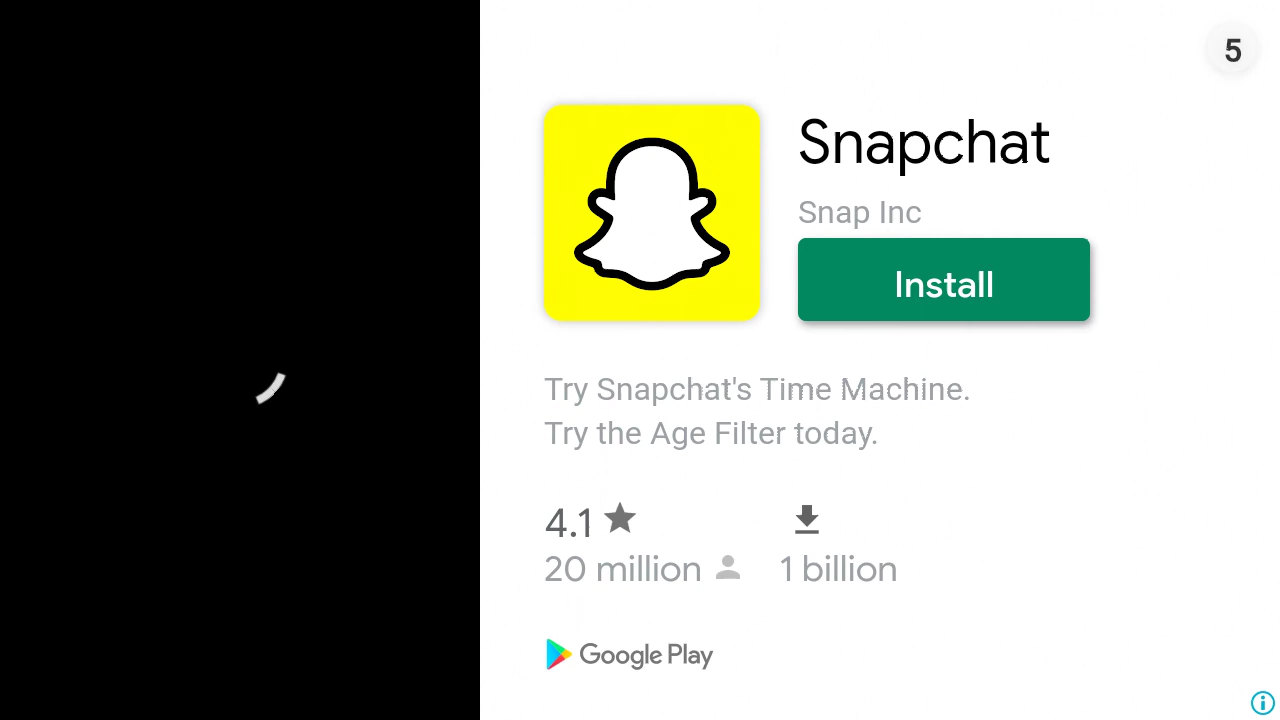 5
Snapchat
Snap Inc
Install
Try Snapchat's Time Machine.
Try the Age Filter today.
4.1
20 million
1 billion
Google Play